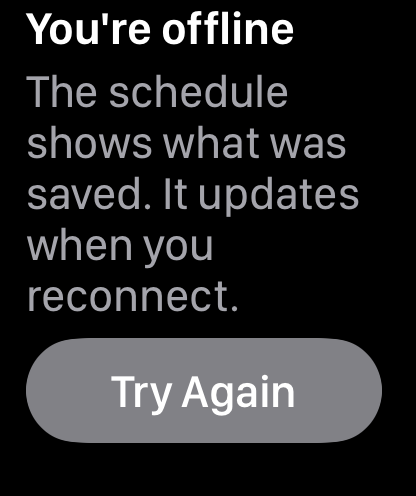 You're offline
The schedule
shows what was
saved. It updates
when you
reconnect.
Try Again